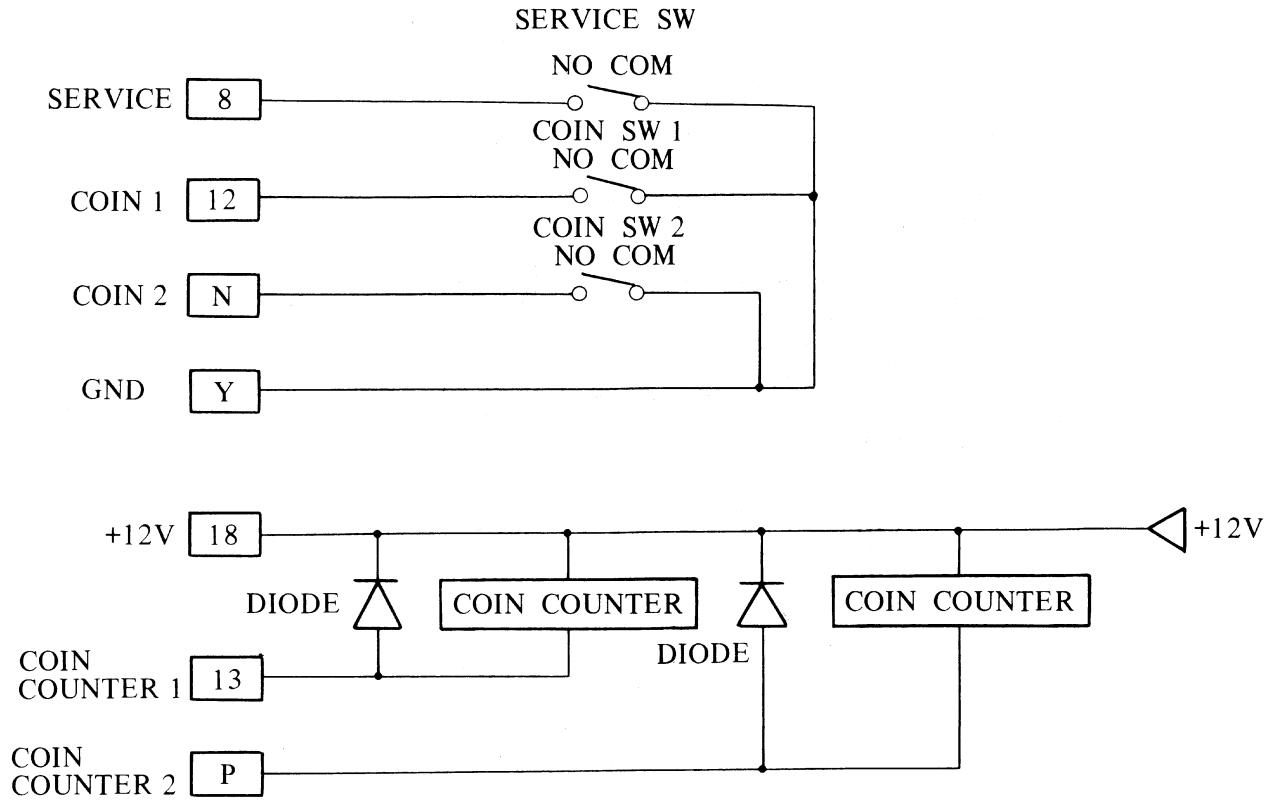 SERVICE SW
NO COM
SERVICE 8
COIN SW 1
NO COM
COIN 1 12
COIN SW 2
NO COM
COIN 2 N
GND Y
+12V 18
+12V
DIODE
COIN COUNTER
COIN COUNTER
DIODE
COIN
COUNTER 1 13
COIN
COUNTER 2 P